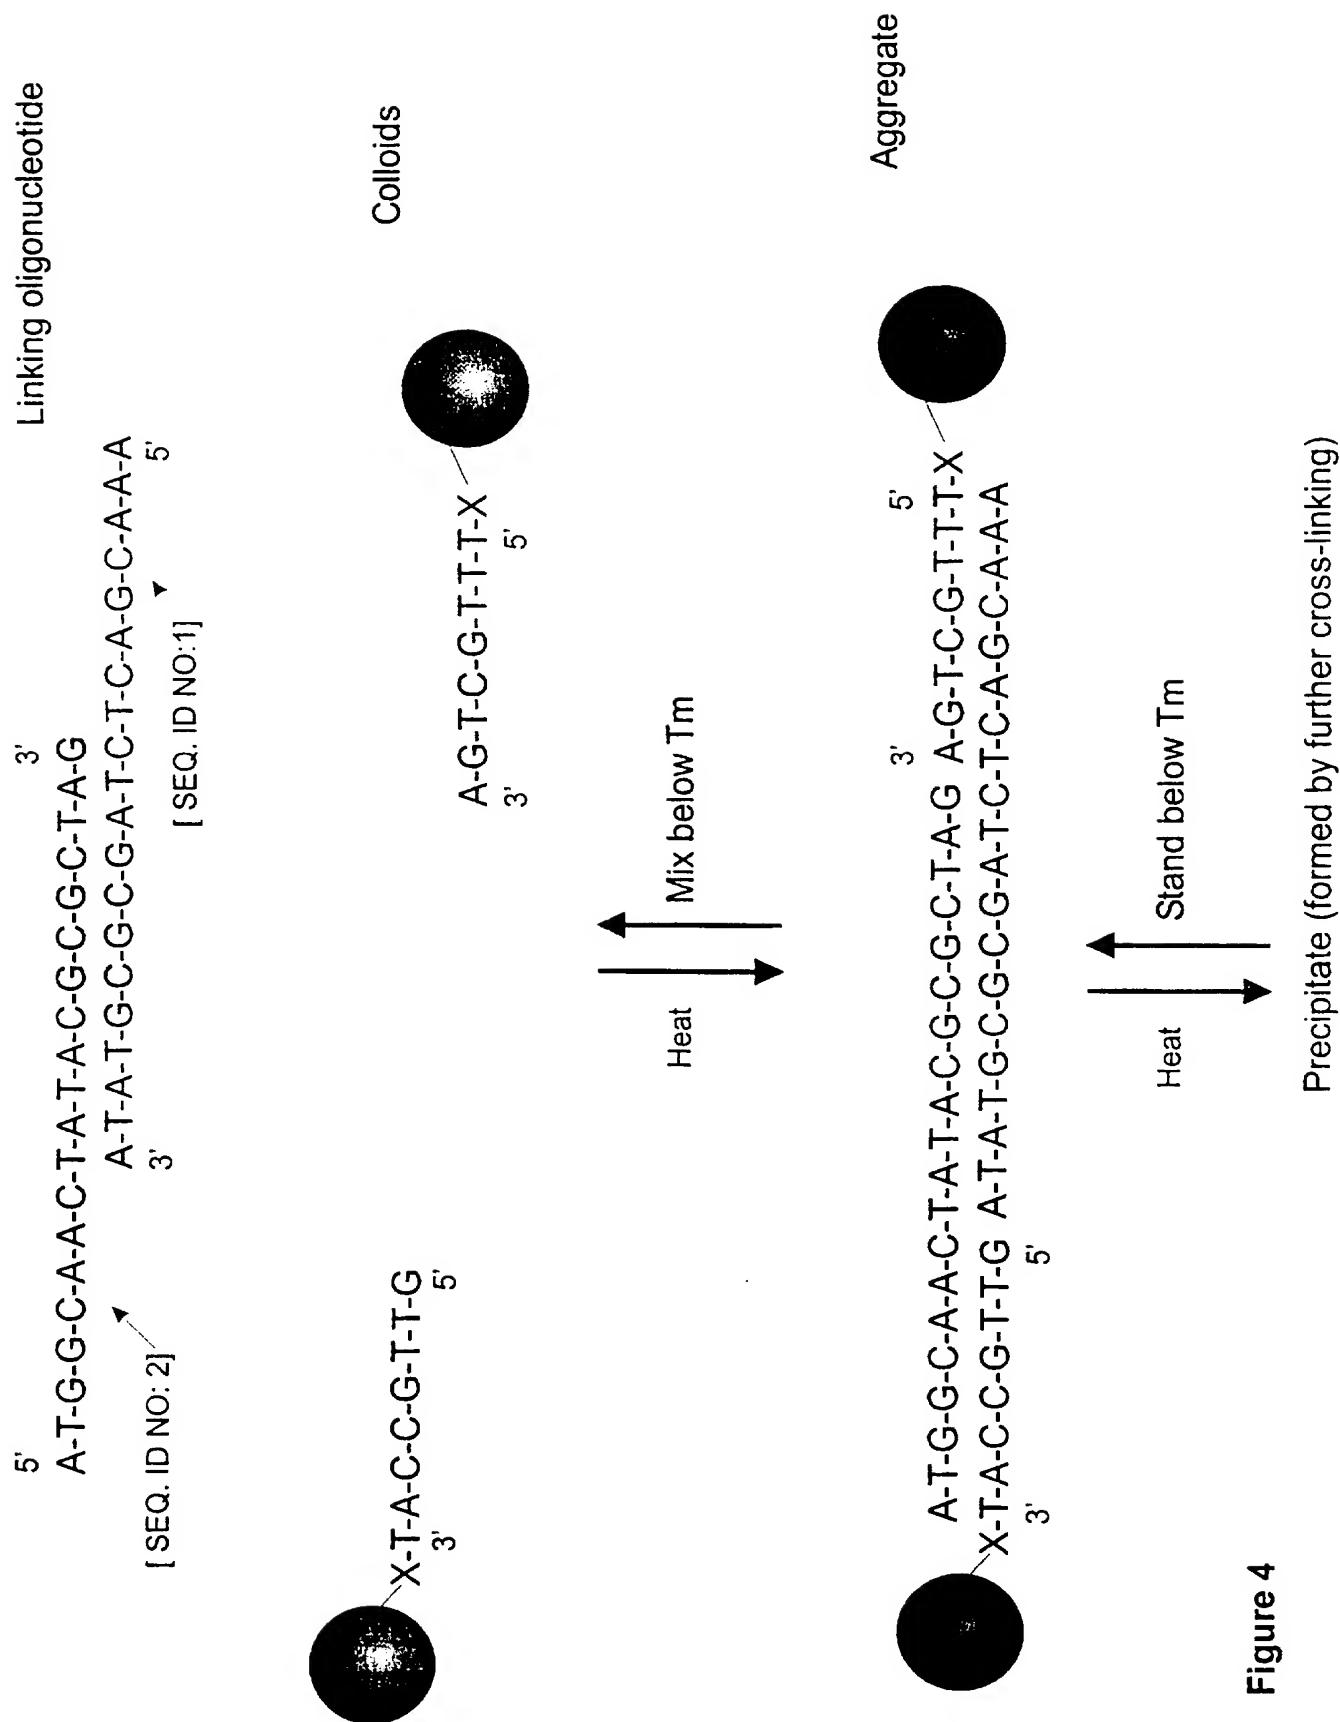 Linking oligonucleotide
5' 3'
A-T-G-G-C-A-A-C-T-A-T-A-C-G-C-G-C-T-A-G
A-T-A-T-G-C-G-C-G-A-T-C-T-C-A-G-C-A-A-A
3' 5'
[SEQ. ID NO: 2] [SEQ. ID NO:1]
Colloids
X-T-A-C-C-G-T-T-G
3' 5'
A-G-T-C-G-T-T-T-X
3' 5'
Heat Mix below Tm
Aggregate
3' 5'
A-T-G-G-C-A-A-C-T-A-T-A-C-G-C-G-C-T-A-G A-G-T-C-G-T-T-T-X
X-T-A-C-C-G-T-T-G A-T-A-T-G-C-G-C-G-A-T-C-T-C-A-G-C-A-A-A
3' 5'
Heat Stand below Tm
Precipitate (formed by further cross-linking)
Figure 4